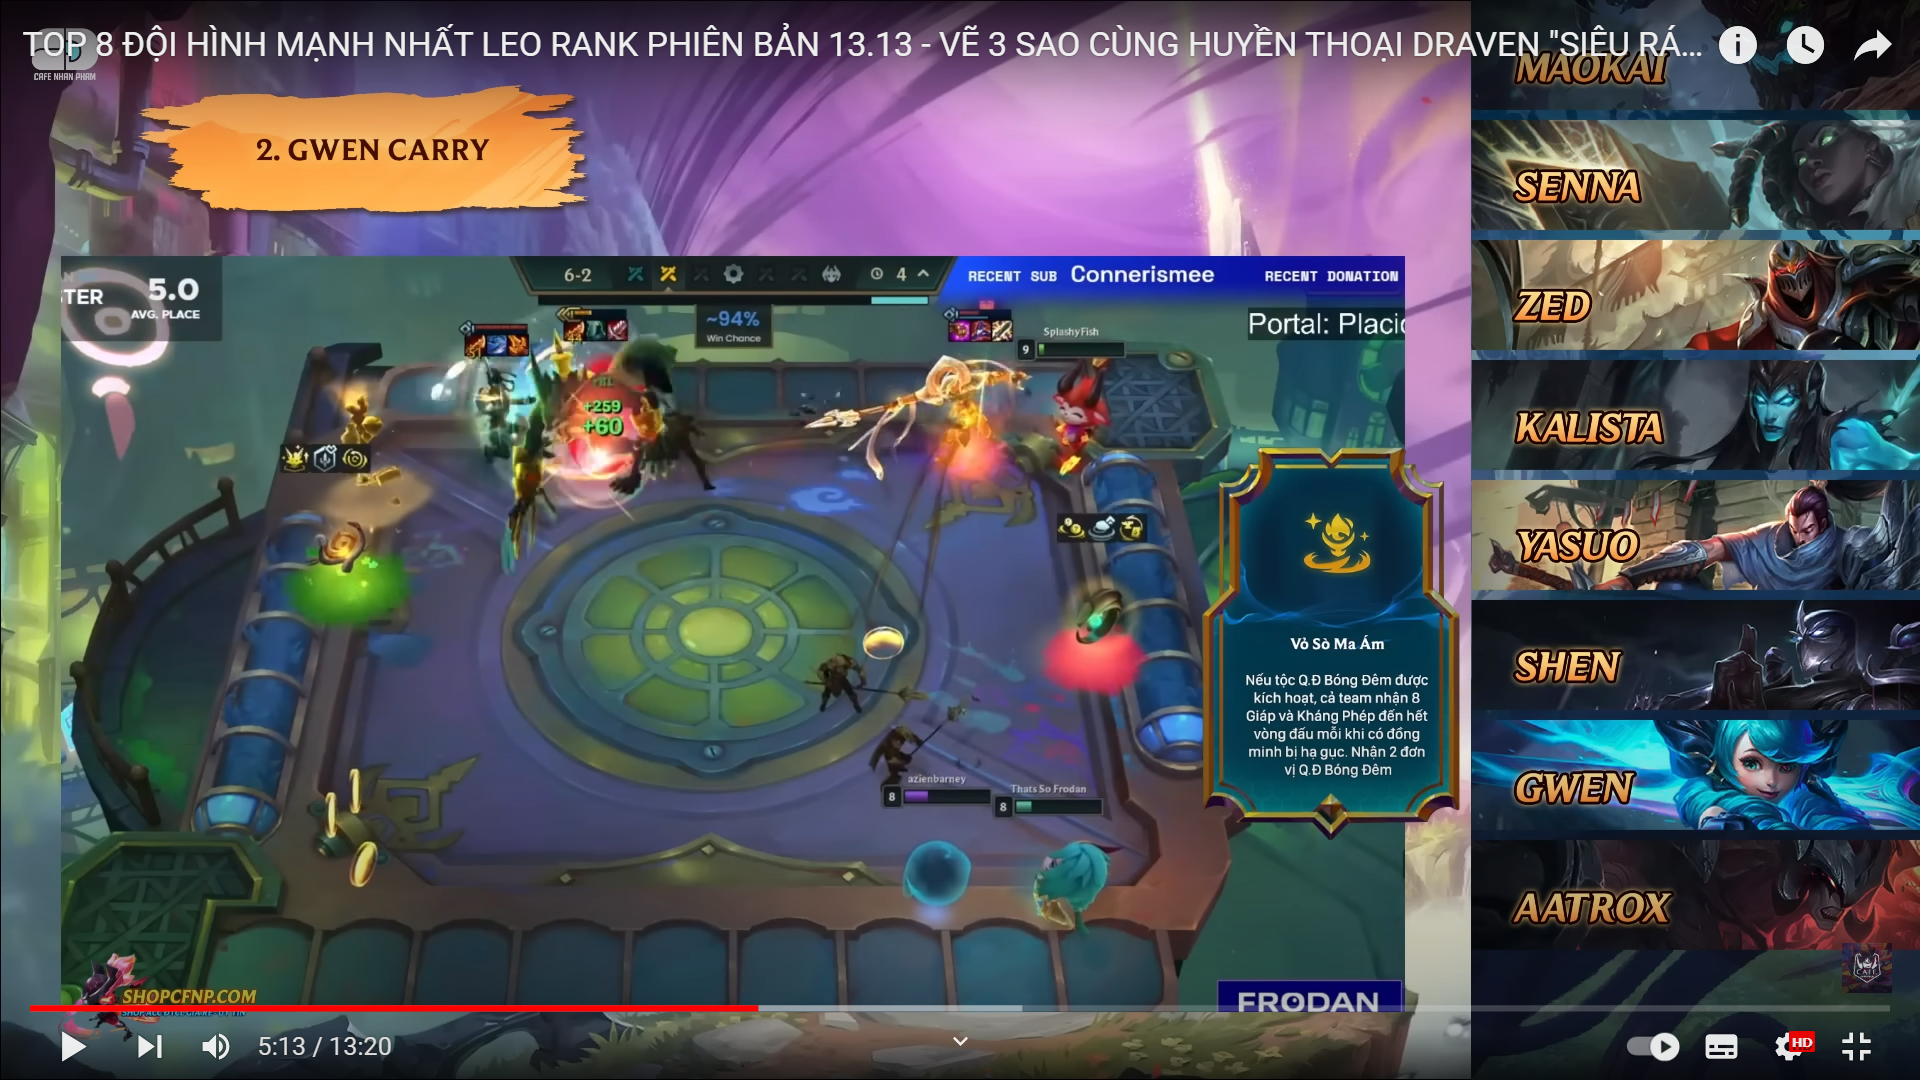 TOP 8 ĐỘI HÌNH MẠNH NHẤT LEO RANK PHIÊN BẢN 13.13 - VẼ 3 SAO CÙNG HUYỀN THOẠI DRAVEN "SIÊU RÁ...
CAFE NHAN PHAM
2. GWEN CARRY
STER
5.0
AVG. PLACE
6-2
4
RECENT SUB Connerismee
RECENT DONATION
~94%
Win Chance
Portal: Placid
SplashyFish
9
+259
+60
Vỏ Sò Ma Ám
Nếu tộc Q.Đ Bóng Đêm được
kích hoạt, cả team nhận 8
Giáp và Kháng Phép đến hết
vòng đấu mỗi khi có đồng
minh bị hạ gục. Nhận 2 đơn
vị Q.Đ Bóng Đêm
azienbarney
8
Thats So Frodan
8
SHOPCFNP.COM
FRODAN
MAOKAI
SENNA
ZED
KALISTA
YASUO
SHEN
GWEN
AATROX
5:13 / 13:20
HD